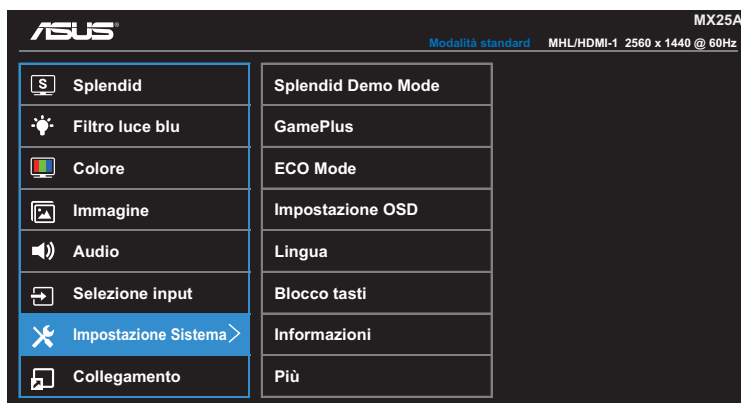 ASUS
MX25A
Modalità standard MHL/HDMI-1 2560 x 1440 @ 60Hz
S Splendid
Filtro luce blu
Colore
Immagine
Audio
Selezione input
Impostazione Sistema
Collegamento
Splendid Demo Mode
GamePlus
ECO Mode
Impostazione OSD
Lingua
Blocco tasti
Informazioni
Più